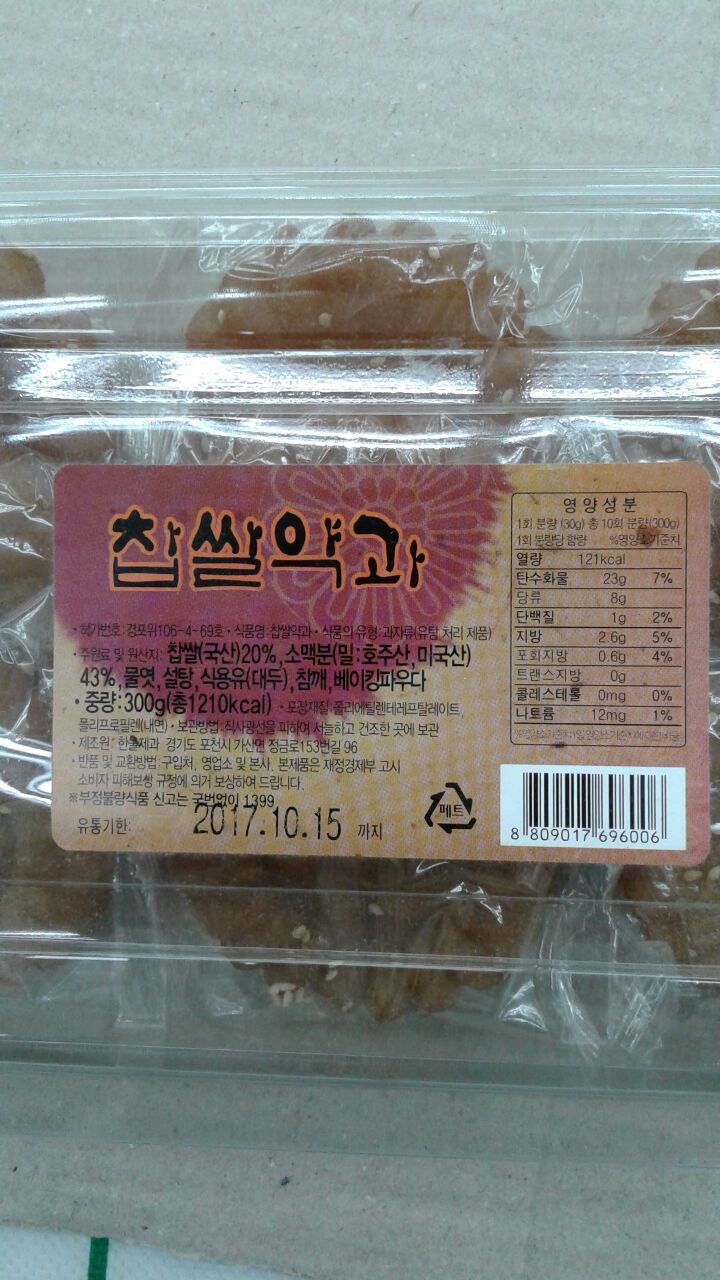 찹쌀약과
• 허가번호:경포위106-4-69호 • 식품명:찹쌀약과 • 식품의 유형:과자류(유탕 처리 제품)
• 주원료 및 원산지: 찹쌀(국산)20%, 소맥분(밀:호주산, 미국산)
43%, 물엿, 설탕, 식용유(대두), 참깨, 베이킹파우다
• 중량:300g(총1210kcal) • 포장재질:폴리에틸렌테레프탈레이트,
폴리프로필렌(내면) • 보관방법:직사광선을 피하여 서늘하고 건조한 곳에 보관
• 제조원: 한울제과 경기도 포천시 가산면 정금로153번길 96
• 반품 및 교환방법:구입처, 영업소 및 본사. 본제품은 재정경제부 고시
소비자 피해보상 규정에 의거 보상하여 드립니다.
※부정불량식품 신고는 국번없이 1399
유통기한: 2017.10.15 까지
페트
영양성분
1회 분량 (30g) 총 10회 분량(300g)
1회 분량당 함량 %영양소기준치
열량 121kcal
탄수화물 23g 7%
당류 8g
단백질 1g 2%
지방 2.6g 5%
포화지방 0.6g 4%
트랜스지방 0g
콜레스테롤 0mg 0%
나트륨 12mg 1%
8 809017 696006